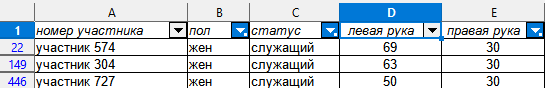 A B C D E
1 номер участника пол статус левая рука правая рука
22 участник 574 жен служащий 69 30
149 участник 304 жен служащий 63 30
446 участник 727 жен служащий 50 30